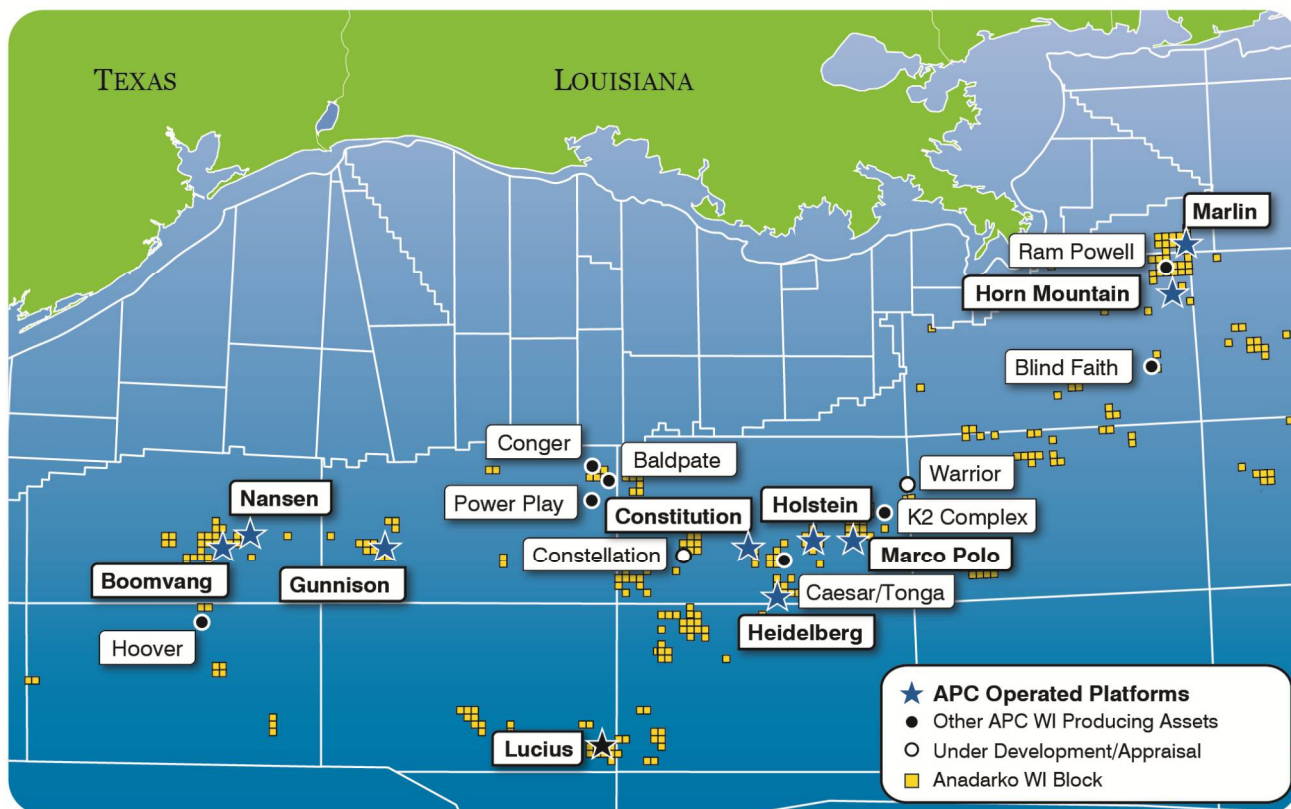 TEXAS
LOUISIANA
Marlin
Ram Powell
Horn Mountain
Blind Faith
Conger
Baldpate
Warrior
Power Play
Nansen
Constitution
Holstein
K2 Complex
Constellation
Marco Polo
Boomvang
Gunnison
Caesar/Tonga
Heidelberg
Hoover
Lucius
APC Operated Platforms
Other APC WI Producing Assets
Under Development/Appraisal
Anadarko WI Block